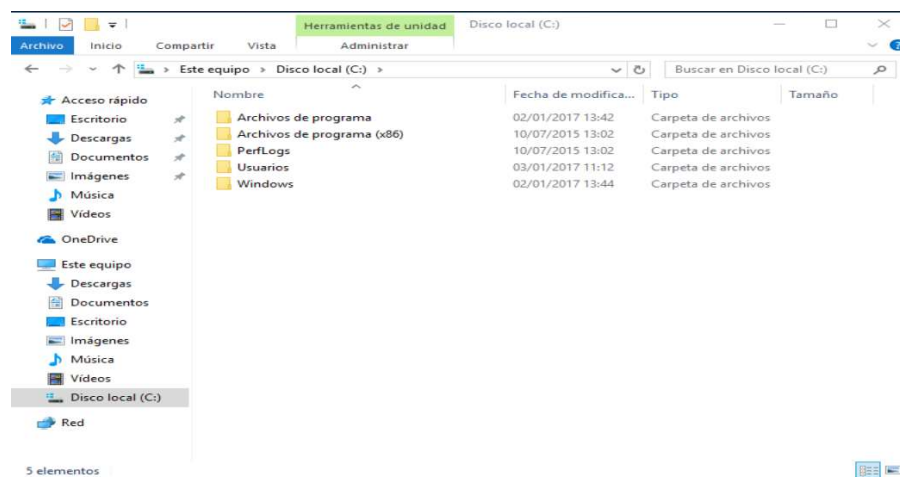 Herramientas de unidad Disco local (C:)
Archivo Inicio Compartir Vista Administrar
Este equipo > Disco local (C:) > Buscar en Disco local (C:)
Nombre Fecha de modifica... Tipo Tamaño
Acceso rápido
Escritorio
Descargas
Documentos
Imágenes
Música
Vídeos
OneDrive
Este equipo
Descargas
Documentos
Escritorio
Imágenes
Música
Vídeos
Disco local (C:)
Red
Archivos de programa 02/01/2017 13:42 Carpeta de archivos
Archivos de programa (x86) 10/07/2015 13:02 Carpeta de archivos
PerfLogs 10/07/2015 13:02 Carpeta de archivos
Usuarios 03/01/2017 11:12 Carpeta de archivos
Windows 02/01/2017 13:44 Carpeta de archivos
5 elementos